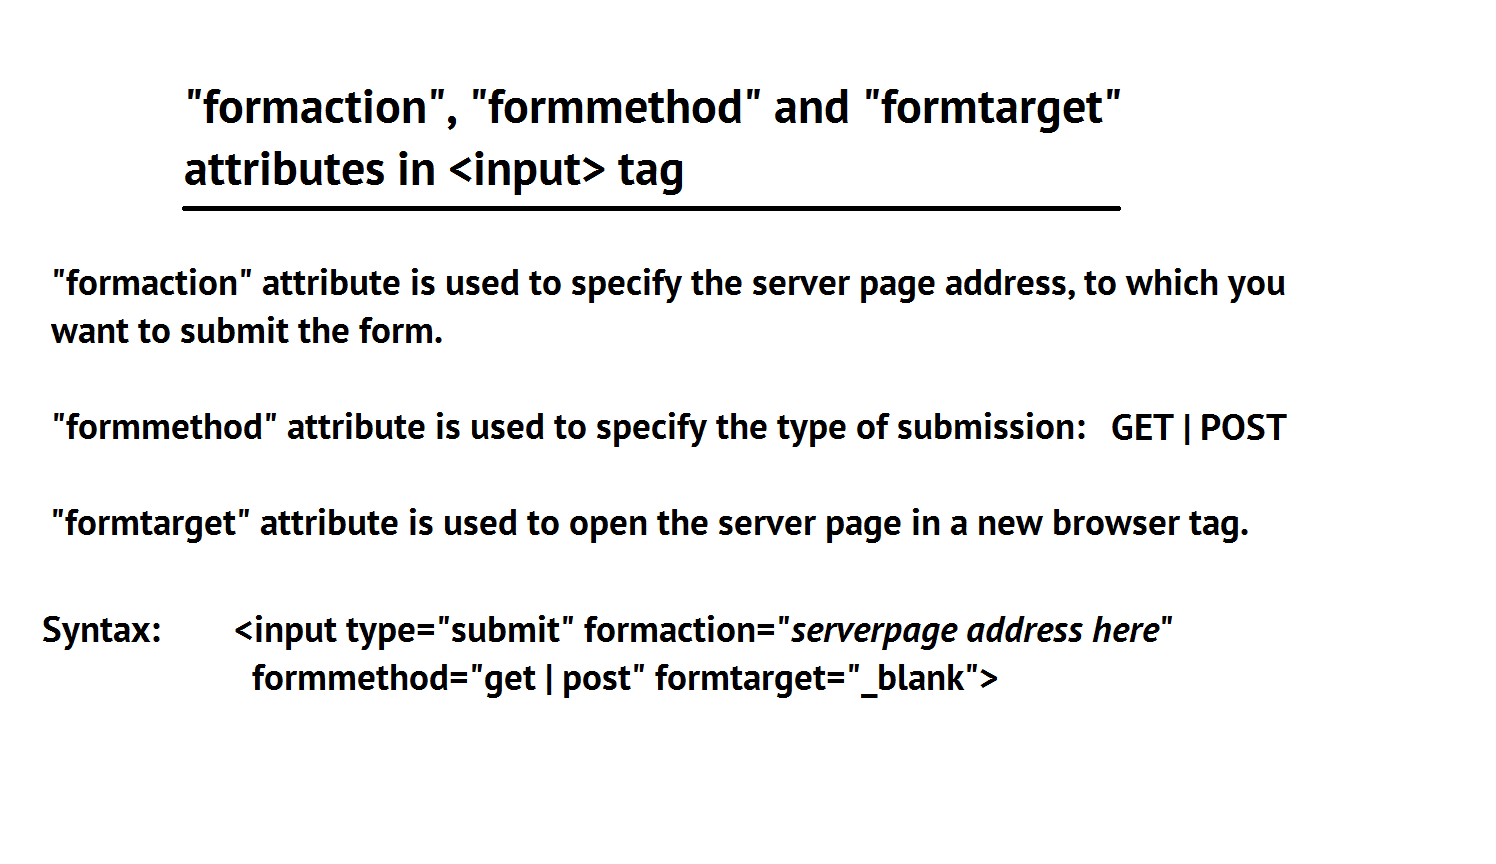 "formaction", "formmethod" and "formtarget"
attributes in <input> tag
"formaction" attribute is used to specify the server page address, to which you
want to submit the form.
"formmethod" attribute is used to specify the type of submission: GET | POST
"formtarget" attribute is used to open the server page in a new browser tag.
Syntax: <input type="submit" formaction="serverpage address here"
formmethod="get | post" formtarget="_blank">